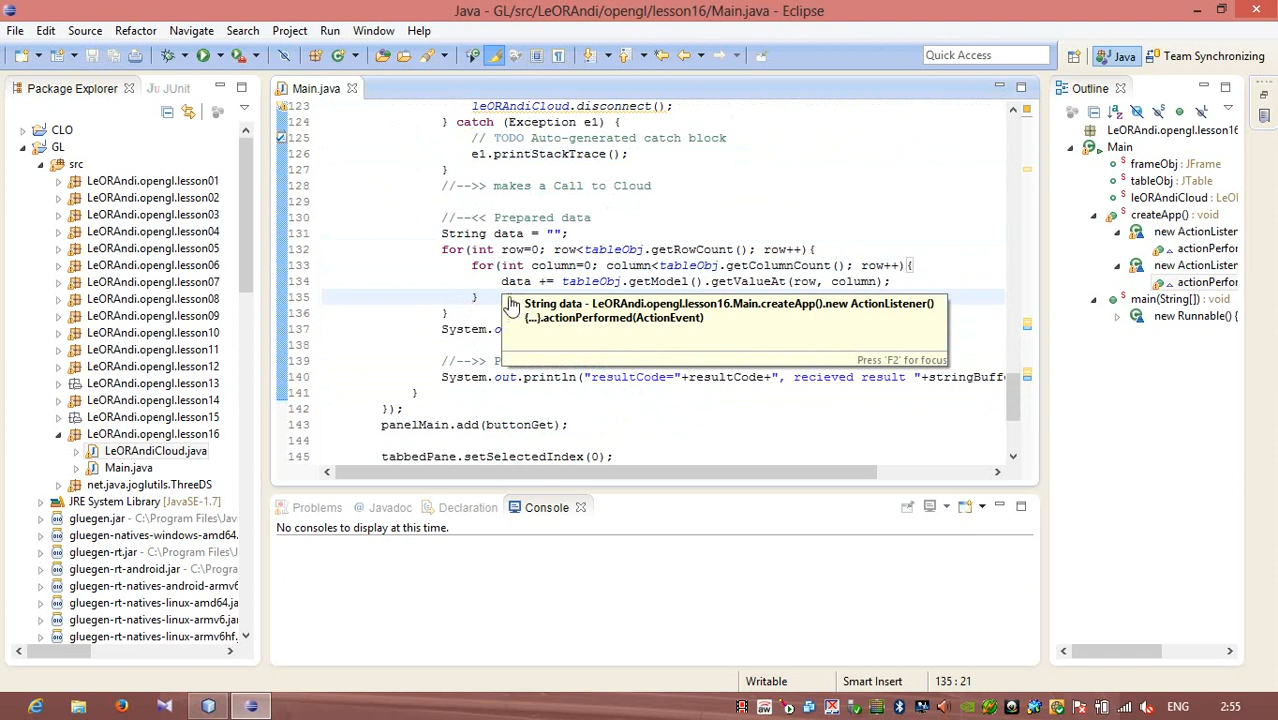 Java - GL/src/LeORAndi/opengl/lesson16/Main.java - Eclipse
File Edit Source Refactor Navigate Search Project Run Window Help
Quick Access
Java
Team Synchronizing
Package Explorer
JUnit
CLO
GL
src
LeORAndi.opengl.lesson01
LeORAndi.opengl.lesson02
LeORAndi.opengl.lesson03
LeORAndi.opengl.lesson04
LeORAndi.opengl.lesson05
LeORAndi.opengl.lesson06
LeORAndi.opengl.lesson07
LeORAndi.opengl.lesson08
LeORAndi.opengl.lesson09
LeORAndi.opengl.lesson10
LeORAndi.opengl.lesson11
LeORAndi.opengl.lesson12
LeORAndi.opengl.lesson13
LeORAndi.opengl.lesson14
LeORAndi.opengl.lesson15
LeORAndi.opengl.lesson16
LeORAndiCloud.java
Main.java
net.java.joglutils.ThreeDS
JRE System Library [JavaSE-1.7]
gluegen.jar - C:\Program Files\Jav
gluegen-natives-windows-amd64.
gluegen-rt.jar - C:\Program Files\
gluegen-rt-android.jar - C:\Progra
gluegen-rt-natives-android-armv6
gluegen-rt-natives-linux-amd64.ja
gluegen-rt-natives-linux-armv6.jar
gluegen-rt-natives-linux-armv6hf.
Main.java
123 leORAndiCloud.disconnect();
124 } catch (Exception e1) {
125 // TODO Auto-generated catch block
126 e1.printStackTrace();
127 }
128 //-->> makes a Call to Cloud
129
130 //--<< Prepared data
131 String data = "";
132 for(int row=0; row<tableObj.getRowCount(); row++){
133 for(int column=0; column<tableObj.getColumnCount(); row++){
134 data += tableObj.getModel().getValueAt(row, column);
135 }
136 }
137 System.o
138
139 //-->> P
140 System.out.println("resultCode="+resultCode+", recieved result "+stringBuffe
141 }
142 });
143 panelMain.add(buttonGet);
144
145 tabbedPane.setSelectedIndex(0);
String data - LeORAndi.opengl.lesson16.Main.createApp().new ActionListener()
{...}.actionPerformed(ActionEvent)
Press 'F2' for focus
Outline
LeORAndi.opengl.lesson16
Main
frameObj : JFrame
tableObj : JTable
leORAndiCloud : LeO
createApp() : void
new ActionListener
actionPerfor
new ActionListener
actionPerfor
main(String[]) : void
new Runnable() {...}
Problems
@ Javadoc
Declaration
Console
No consoles to display at this time.
Writable
Smart Insert
135 : 21
ENG
2:55